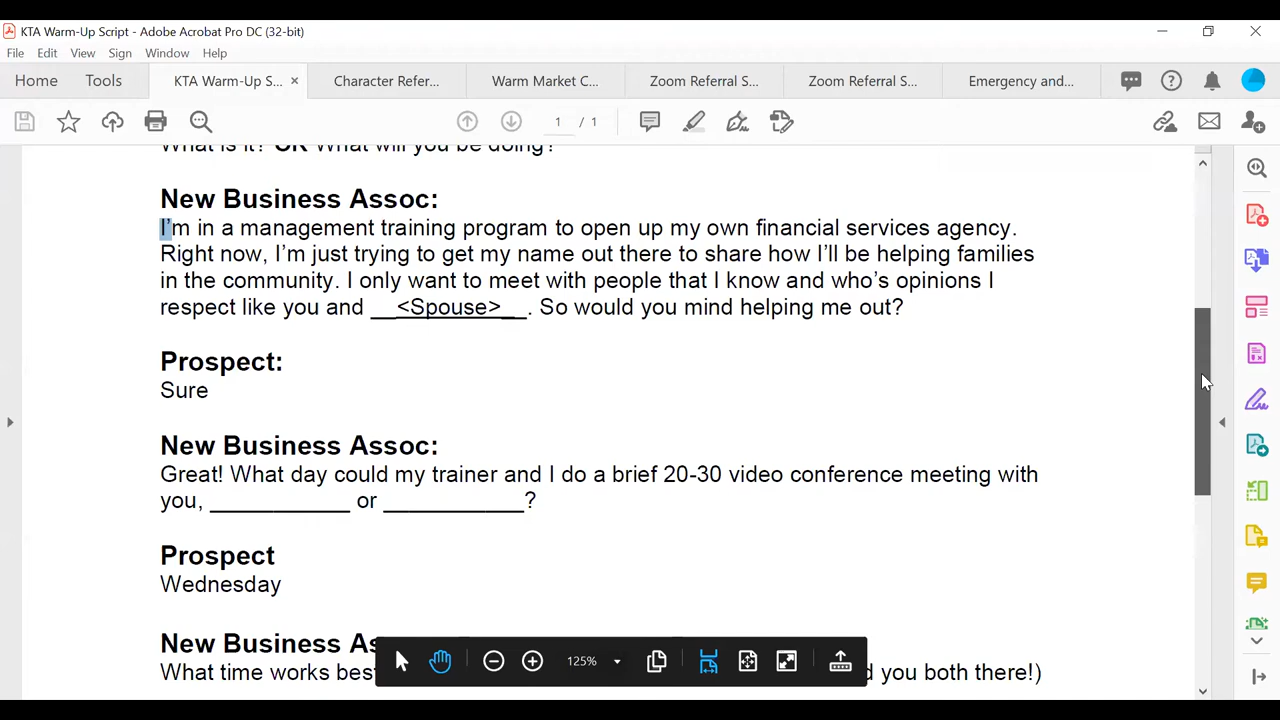 KTA Warm-Up Script - Adobe Acrobat Pro DC (32-bit)
File Edit View Sign Window Help
Home Tools KTA Warm-Up S... × Character Refer... Warm Market C... Zoom Referral S... Zoom Referral S... Emergency and...
1 / 1
What is it? OR What will you be doing?
New Business Assoc:
I'm in a management training program to open up my own financial services agency.
Right now, I'm just trying to get my name out there to share how I'll be helping families
in the community. I only want to meet with people that I know and who's opinions I
respect like you and __<Spouse>__. So would you mind helping me out?
Prospect:
Sure
New Business Assoc:
Great! What day could my trainer and I do a brief 20-30 video conference meeting with
you, ___________ or ___________?
Prospect
Wednesday
New Business As
What time works best d you both there!)
125%